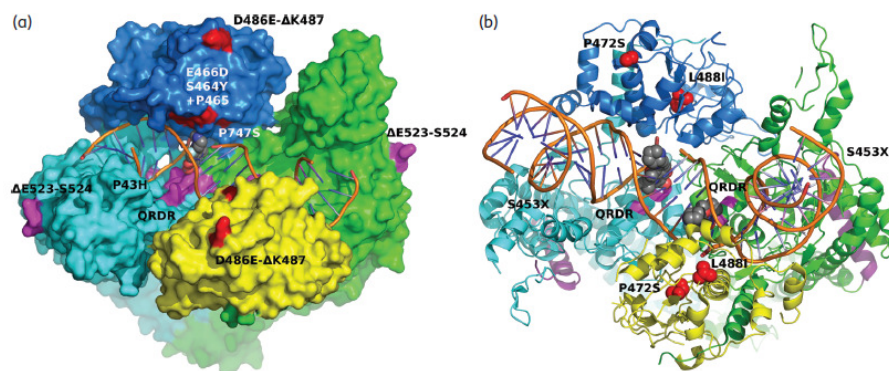 (a)
D486E-ΔK487
E466D
S464Y
+P465
P747S
ΔE523-S524
ΔE523-S524
P43H
QRDR
D486E-ΔK487
(b)
P472S
L488I
S453X
QRDR
S453X
QRDR
L488I
P472S